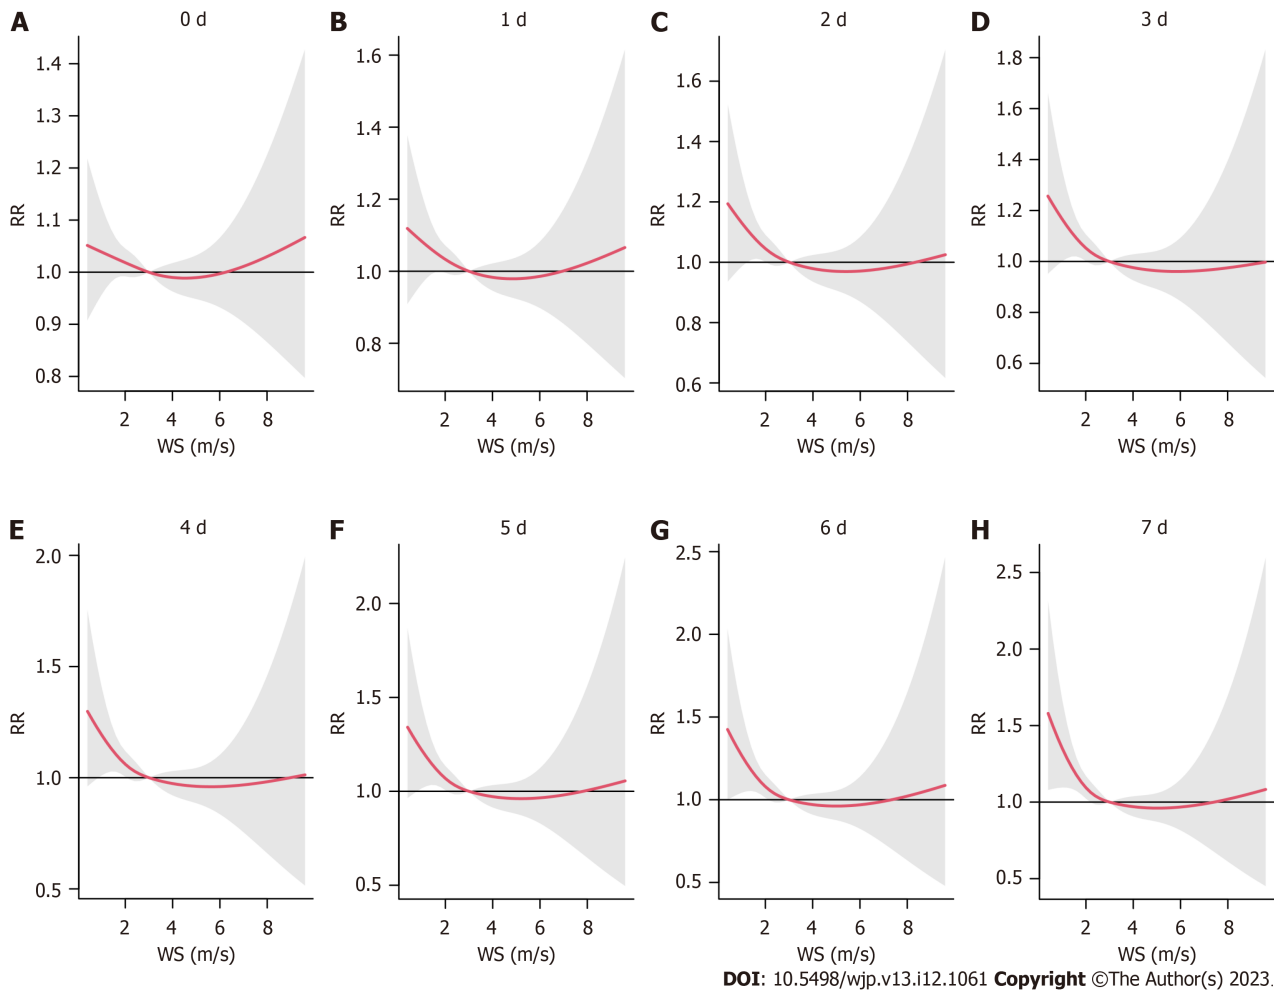 A 0 d B 1 d C 2 d D 3 d
1.4 1.3 1.2 1.1 1.0 0.9 0.8
RR
2 4 6 8
WS (m/s)
1.6 1.4 1.2 1.0 0.8
RR
2 4 6 8
WS (m/s)
1.6 1.4 1.2 1.0 0.8 0.6
RR
2 4 6 8
WS (m/s)
1.8 1.6 1.4 1.2 1.0 0.8 0.6
RR
2 4 6 8
WS (m/s)
E 4 d F 5 d G 6 d H 7 d
2.0 1.5 1.0 0.5
RR
2 4 6 8
WS (m/s)
2.0 1.5 1.0 0.5
RR
2 4 6 8
WS (m/s)
2.5 2.0 1.5 1.0 0.5
RR
2 4 6 8
WS (m/s)
2.5 2.0 1.5 1.0 0.5
RR
2 4 6 8
WS (m/s)
DOI: 10.5498/wjp.v13.i12.1061 Copyright ©The Author(s) 2023.